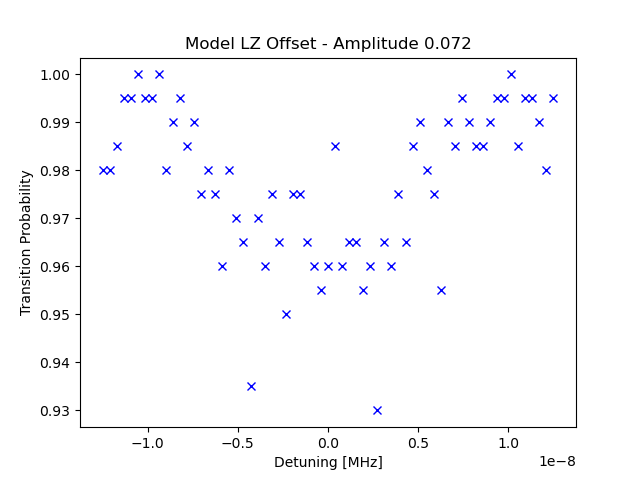 Model LZ Offset - Amplitude 0.072
Transition Probability
1.00
0.99
0.98
0.97
0.96
0.95
0.94
0.93
−1.0 −0.5 0.0 0.5 1.0
1e−8
Detuning [MHz]